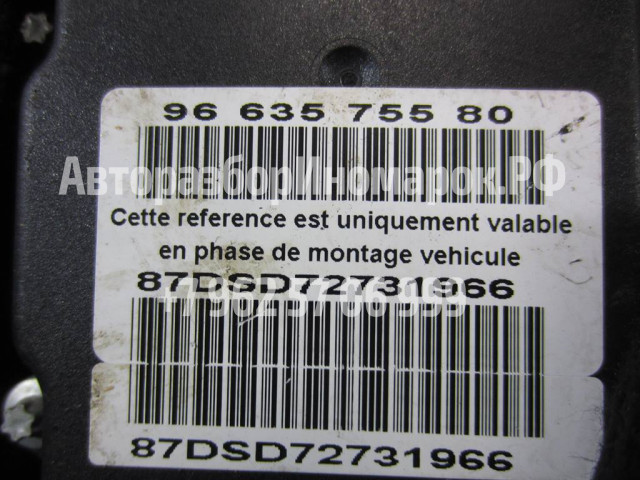 96 635 755 80
АвторазборИномарок.РФ
Cette reference est uniquement valable
en phase de montage vehicule
87DSD72731966
87DSD72731966